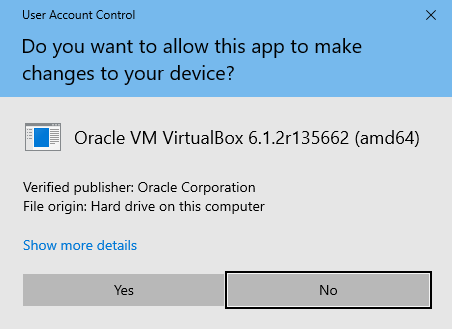 User Account Control
Do you want to allow this app to make
changes to your device?
Oracle VM VirtualBox 6.1.2r135662 (amd64)
Verified publisher: Oracle Corporation
File origin: Hard drive on this computer
Show more details
Yes
No